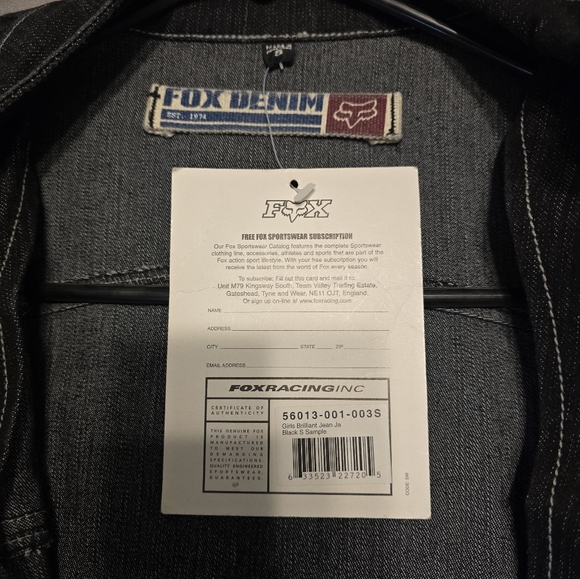 FOX DENIM
EST. 1974
FOX
FREE FOX SPORTSWEAR SUBSCRIPTION
Our Fox Sportswear Catalog features the complete Sportswear
clothing line, accessories, athletes and sports that are part of the
Fox action sport lifestyle. With your free subscription you will
receive the latest from the world of Fox every season.
To subscribe: Fill out this card and mail it to:
Unit M79 Kingsway South, Team Valley Trading Estate,
Gateshead, Tyne and Wear, NE11 OJT, England.
Or sign up on-line at www.foxracing.com
NAME
ADDRESS
CITY STATE ZIP
EMAIL ADDRESS
FOXRACINGINC
CERTIFICATE OF
AUTHENTICITY
THIS GENUINE FOX
PRODUCT IS
MANUFACTURED
TO MEET OUR
DEMANDING
SPECIFICATIONS.
QUALITY ENGINEERED
SPORTSWEAR,
GUARANTEED.
56013-001-003S
Girls Brilliant Jean Ja
Black S Sample
6 33523 22720 5